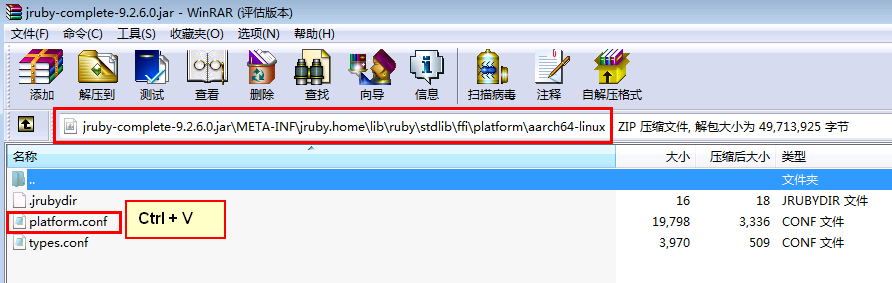 jruby-complete-9.2.6.0.jar - WinRAR (评估版本)
文件(F) 命令(C) 工具(S) 收藏夹(O) 选项(N) 帮助(H)
添加 解压到 测试 查看 删除 查找 向导 信息 扫描病毒 注释 自解压格式
jruby-complete-9.2.6.0.jar\META-INF\jruby.home\lib\ruby\stdlib\ffi\platform\aarch64-linux ZIP 压缩文件, 解包大小为 49,713,925 字节
名称 大小 压缩后大小 类型
.. 文件夹
.jrubydir 16 18 JRUBYDIR 文件
platform.conf 19,798 3,336 CONF 文件
Ctrl + V
types.conf 3,970 509 CONF 文件